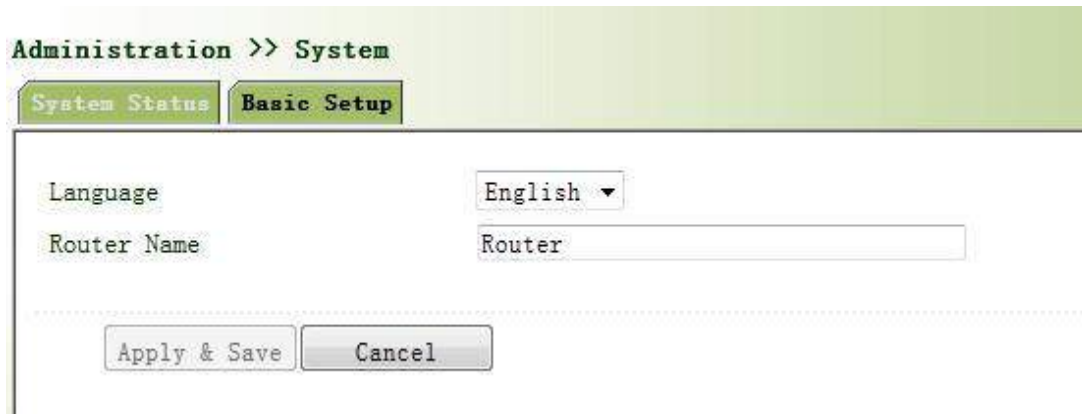 Administration >> System
System Status Basic Setup
Language English
Router Name Router
Apply & Save Cancel